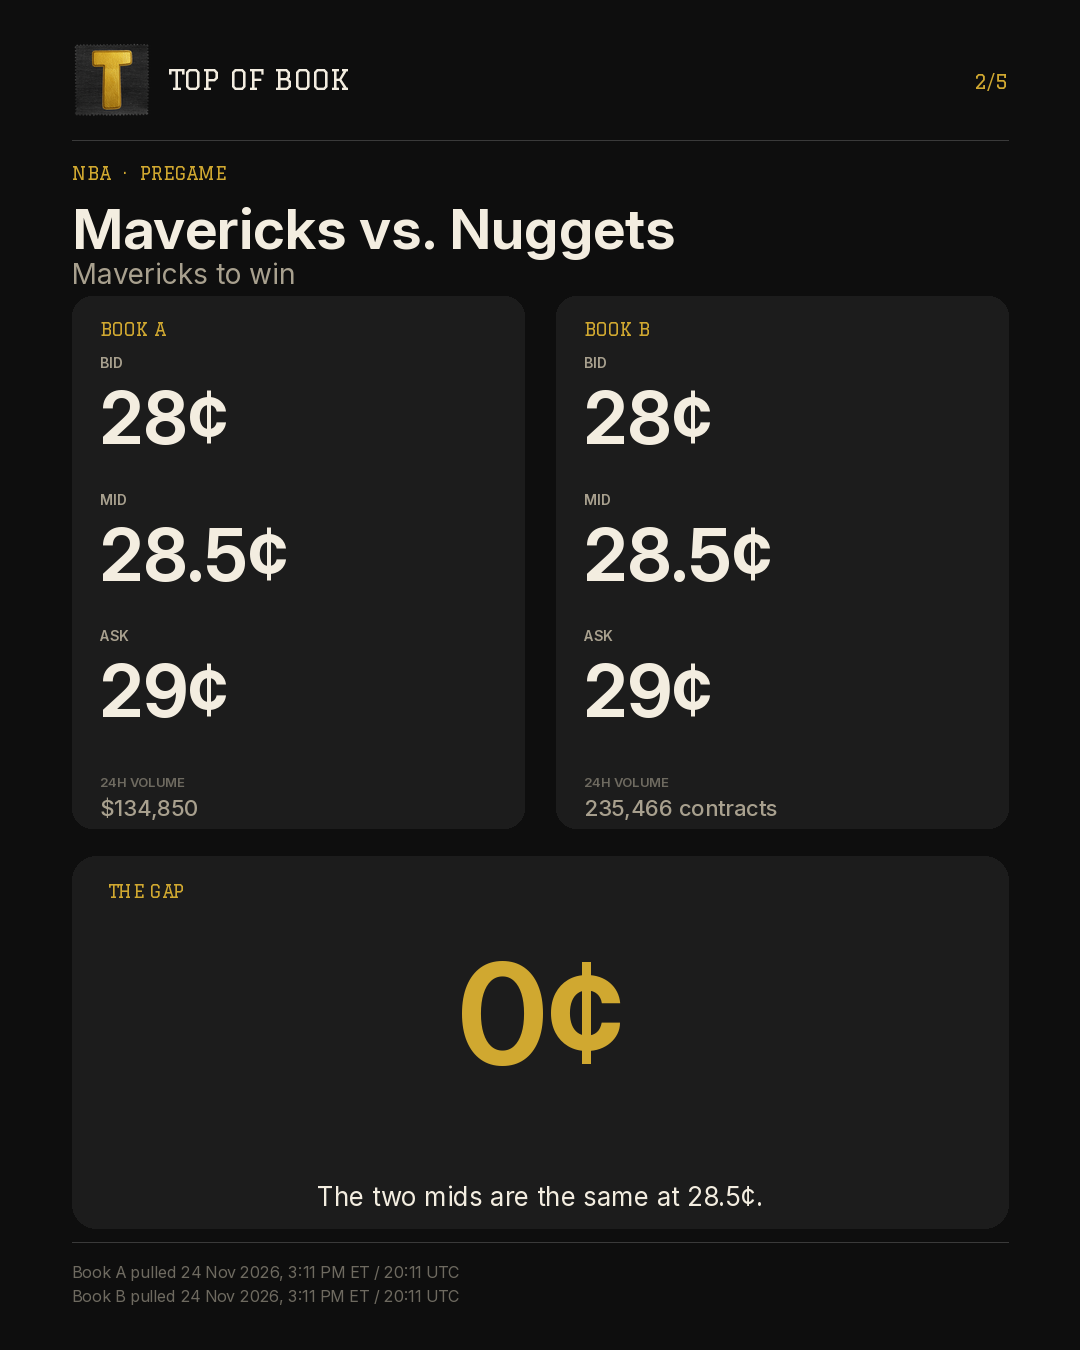 T
TOP OF BOOK
2/5
NBA · PREGAME
Mavericks vs. Nuggets
Mavericks to win
BOOK A
BID
28¢
MID
28.5¢
ASK
29¢
24H VOLUME
$134,850
BOOK B
BID
28¢
MID
28.5¢
ASK
29¢
24H VOLUME
235,466 contracts
THE GAP
0¢
The two mids are the same at 28.5¢.
Book A pulled 24 Nov 2026, 3:11 PM ET / 20:11 UTC
Book B pulled 24 Nov 2026, 3:11 PM ET / 20:11 UTC